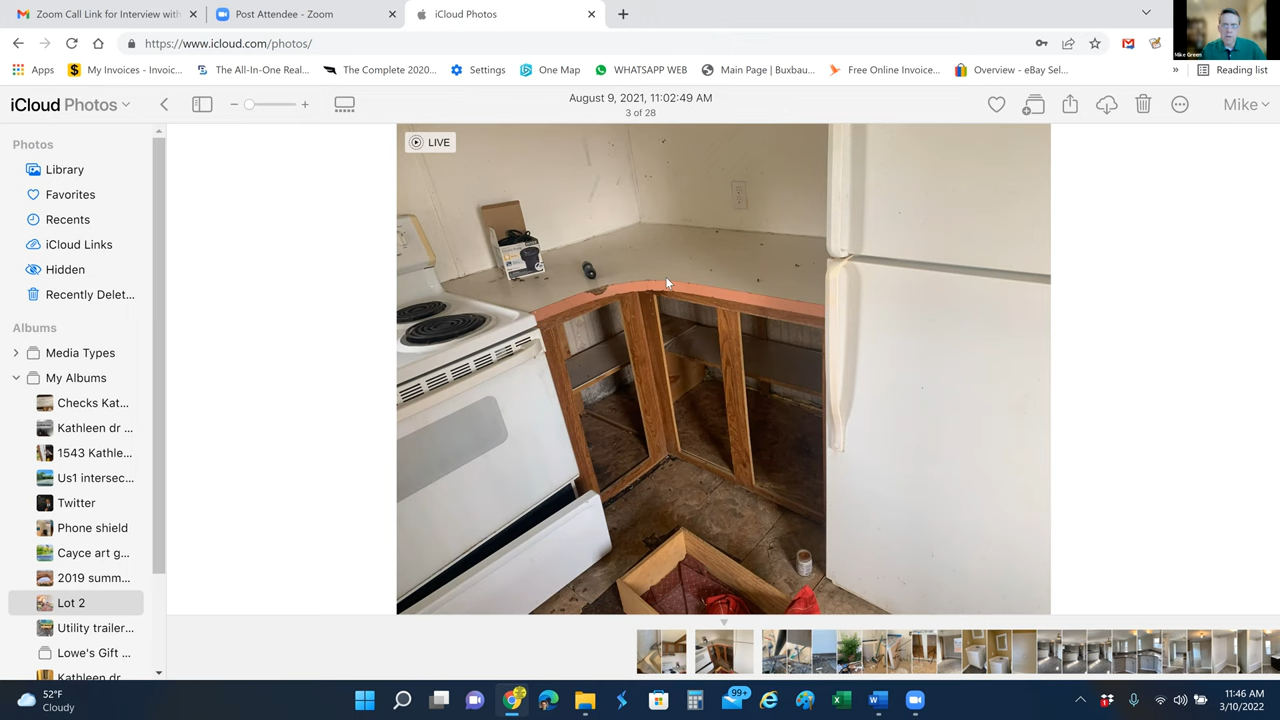 Zoom Call Link for Interview with
Post Attendee - Zoom
iCloud Photos
https://www.icloud.com/photos/
Mike Green
Apps
My Invoices - Invoic...
The All-In-One Real...
The Complete 2020...
Settings
One Map
WHATSAPP WEB
Main Page | Buxbau...
Free Online Invoice...
Overview - eBay Sel...
»
Reading list
iCloud Photos
August 9, 2021, 11:02:49 AM
3 of 28
Mike
LIVE
Photos
Library
Favorites
Recents
iCloud Links
Hidden
Recently Delet...
Albums
Media Types
My Albums
Checks Kat...
Kathleen dr ...
1543 Kathle...
Us1 intersec...
Twitter
Phone shield
Cayce art g...
2019 summ...
Lot 2
Utility trailer...
Lowe's Gift ...
Kathleen dr
52°F
Cloudy
99+
11:46 AM
3/10/2022